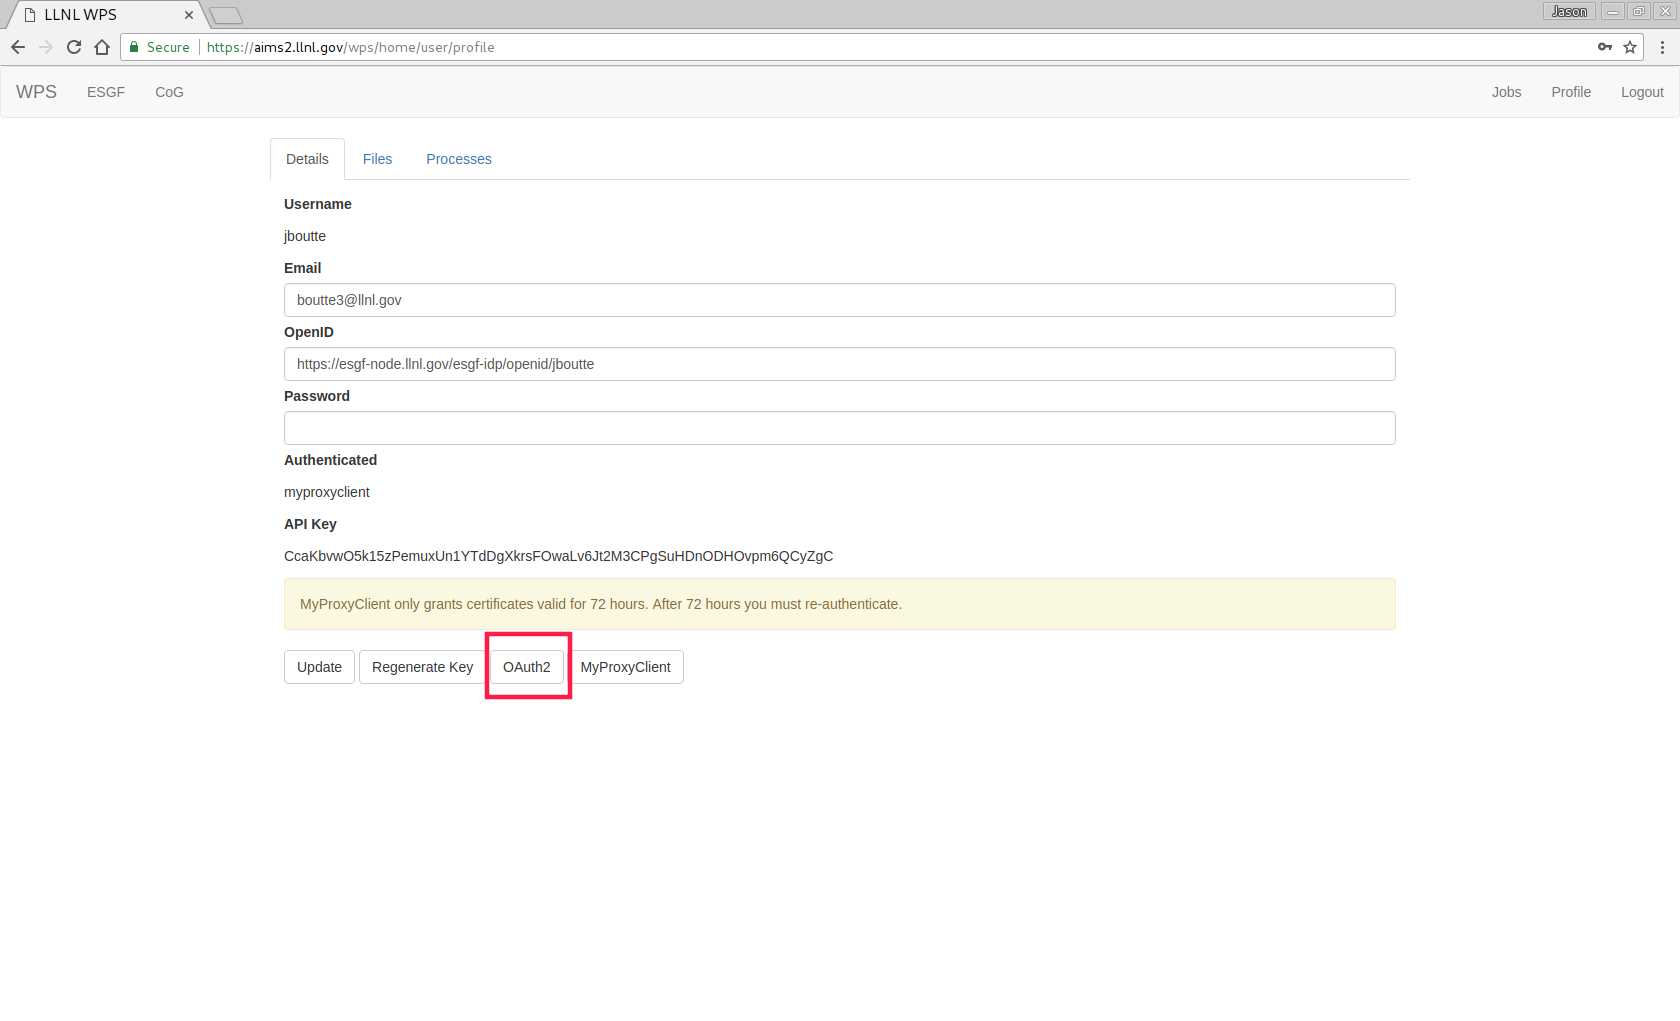 LLNL WPS
Jason
Secure https://aims2.llnl.gov/wps/home/user/profile
WPS ESGF CoG Jobs Profile Logout
Details Files Processes
Username
jboutte
Email
boutte3@llnl.gov
OpenID
https://esgf-node.llnl.gov/esgf-idp/openid/jboutte
Password
Authenticated
myproxyclient
API Key
CcaKbvwO5k15zPemuxUn1YTdDgXkrsFOwaLv6Jt2M3CPgSuHDnODHOvpm6QCyZgC
MyProxyClient only grants certificates valid for 72 hours. After 72 hours you must re-authenticate.
Update Regenerate Key OAuth2 MyProxyClient